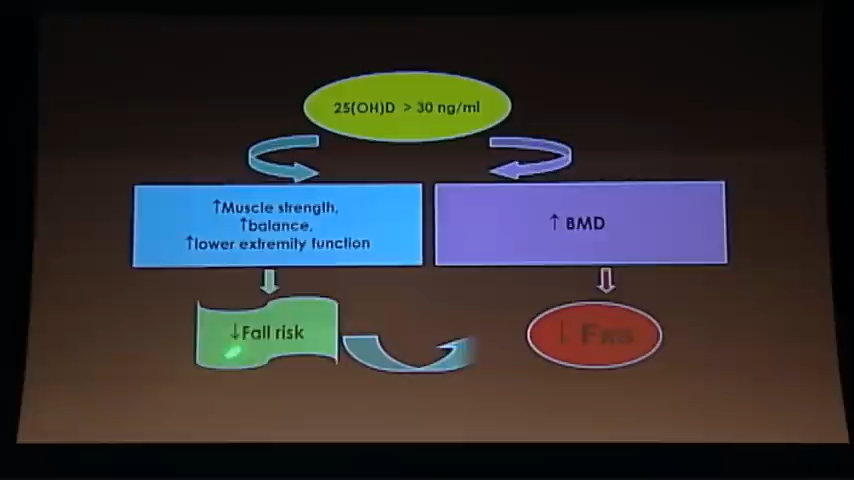 25(OH)D > 30 ng/ml
↑Muscle strength,
↑balance,
↑lower extremity function
↑ BMD
↓Fall risk
↓ Fxs